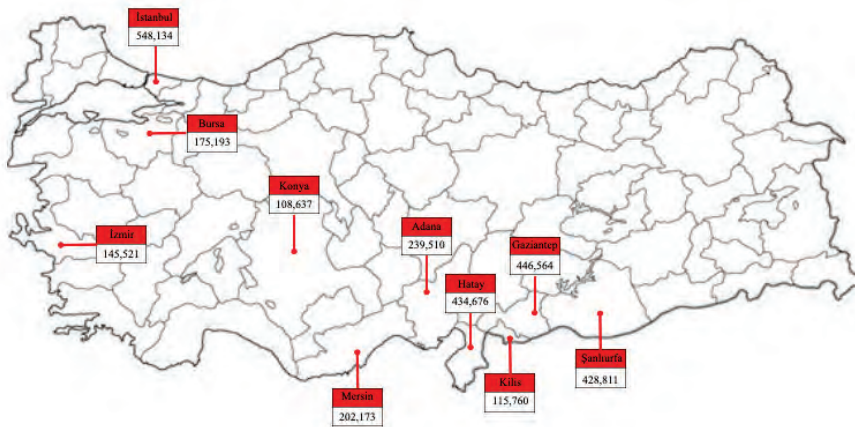 İstanbul
548,134
Bursa
175,193
Konya
108,637
İzmir
145,521
Adana
239,510
Gaziantep
446,564
Hatay
434,676
Şanlıurfa
428,811
Kilis
115,760
Mersin
202,173